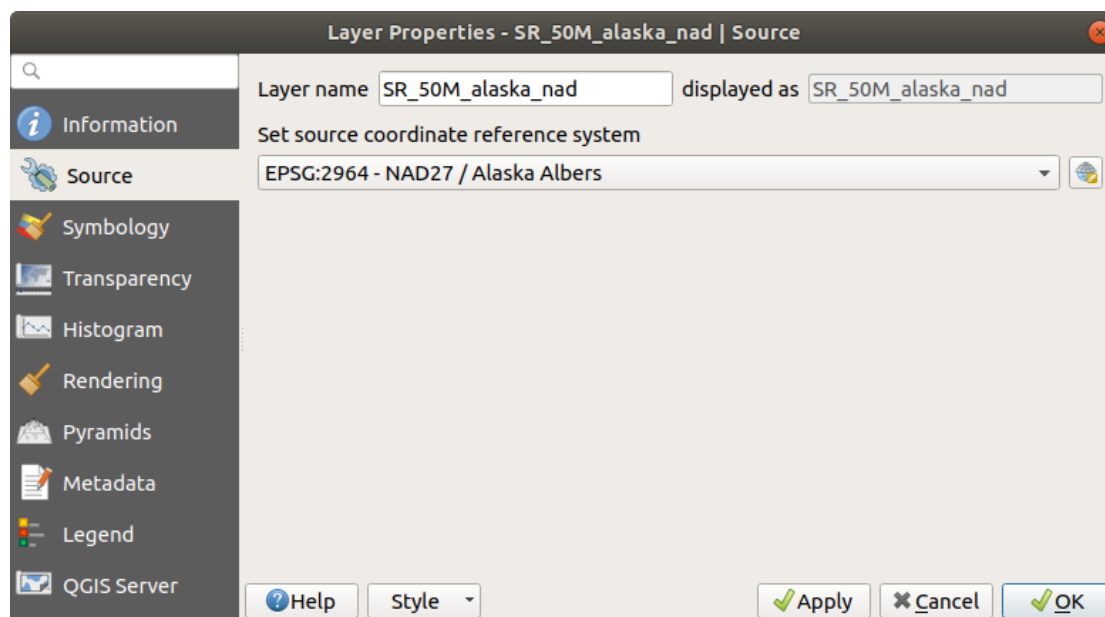 Layer Properties - SR_50M_alaska_nad | Source
Layer name SR_50M_alaska_nad displayed as SR_50M_alaska_nad
Set source coordinate reference system
EPSG:2964 - NAD27 / Alaska Albers
Information
Source
Symbology
Transparency
Histogram
Rendering
Pyramids
Metadata
Legend
QGIS Server
Help Style Apply Cancel OK